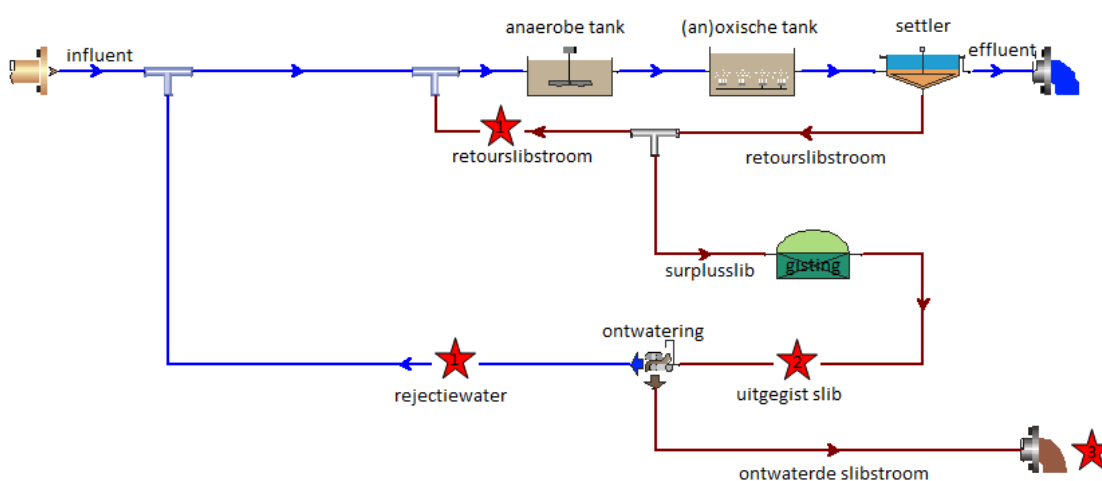 influent
anaerobe tank
(an)oxische tank
settler
effluent
1
retourslibstroom
retourslibstroom
surplusslib
gisting
ontwatering
1
rejectiewater
2
uitgegist slib
3
ontwaterde slibstroom